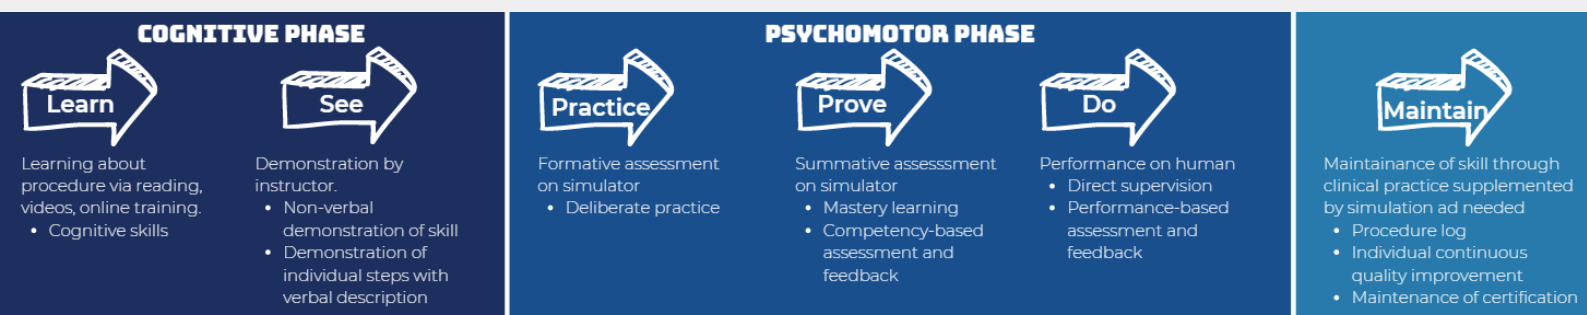 COGNITIVE PHASE
Learn
Learning about
procedure via reading,
videos, online training.
• Cognitive skills
See
Demonstration by
instructor.
• Non-verbal
demonstration of skill
• Demonstration of
individual steps with
verbal description
PSYCHOMOTOR PHASE
Practice
Formative assessment
on simulator
• Deliberate practice
Prove
Summative assesssment
on simulator
• Mastery learning
• Competency-based
assessment and
feedback
Do
Performance on human
• Direct supervision
• Performance-based
assessment and
feedback
Maintain
Maintainance of skill through
clinical practice supplemented
by simulation ad needed
• Procedure log
• Individual continuous
quality improvement
• Maintenance of certification